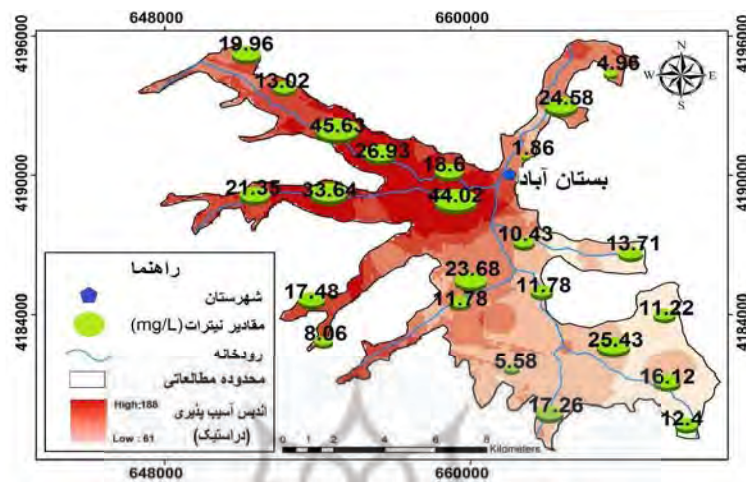 648000 660000
4196000 4196000
19.96
4.96
N
W E
S
13.02
24.58
45.63
26.93
1.86
18.6
بستان آباد
4190000 4190000
21.35 33.64
44.02
10.43
13.71
راهنما
شهرستان
مقادیر نیترات (mg/L)
رودخانه
محدوده مطالعاتی
High:188
اندیس آسیب پذیری
(دراستیک)
Low : 61
23.68
17.48
11.78
11.78
11.22
4184000 4184000
8.06
25.43
5.58
16.12
17.26
12.4
0 1 2 4 6 8
Kilometers
648000 660000